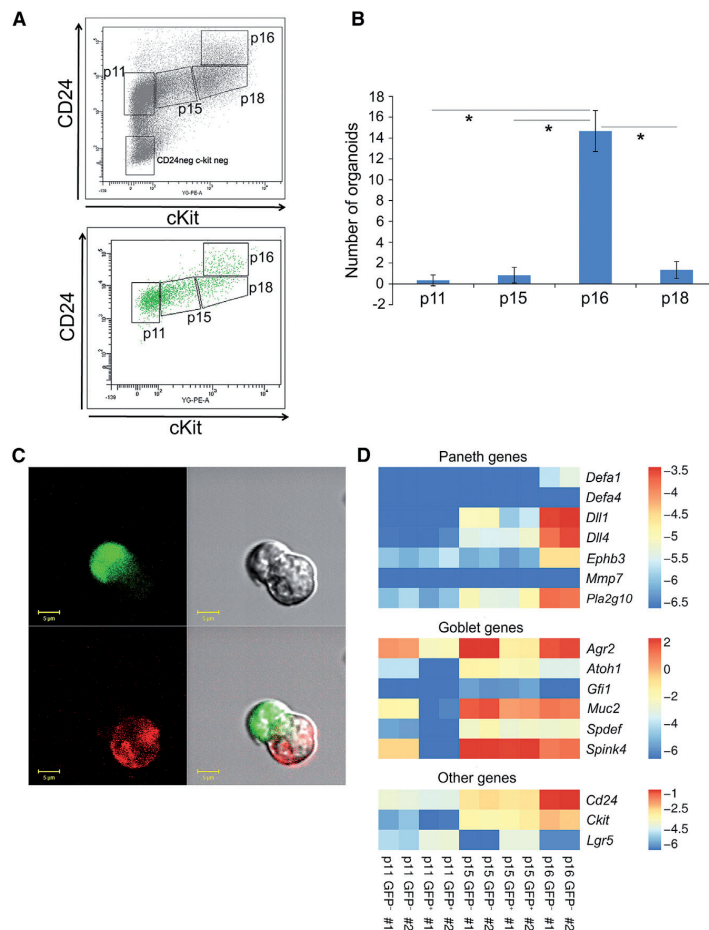 A
CD24
p16
p11
p15
p18
CD24neg c-kit neg
YG-PE-A
cKit
CD24
p16
p18
p15
p11
YG-PE-A
cKit
B
Number of organoids
18
16
14
12
10
8
6
4
2
0
-2
* * *
p11 p15 p16 p18
C
5 µm
5 µm
5 µm
5 µm
D
Paneth genes
Defa1
Defa4
Dll1
Dll4
Ephb3
Mmp7
Pla2g10
−3.5
−4
−4.5
−5
−5.5
−6
−6.5
Goblet genes
Agr2
Atoh1
Gfi1
Muc2
Spdef
Spink4
2
0
−2
−4
−6
Other genes
Cd24
Ckit
Lgr5
−1
−2.5
−4.5
−6
p11 GFP⁻ #1
p11 GFP⁻ #2
p11 GFP⁺ #1
p11 GFP⁺ #2
p15 GFP⁻ #1
p15 GFP⁻ #2
p15 GFP⁺ #1
p15 GFP⁺ #2
p16 GFP⁻ #1
p16 GFP⁻ #2